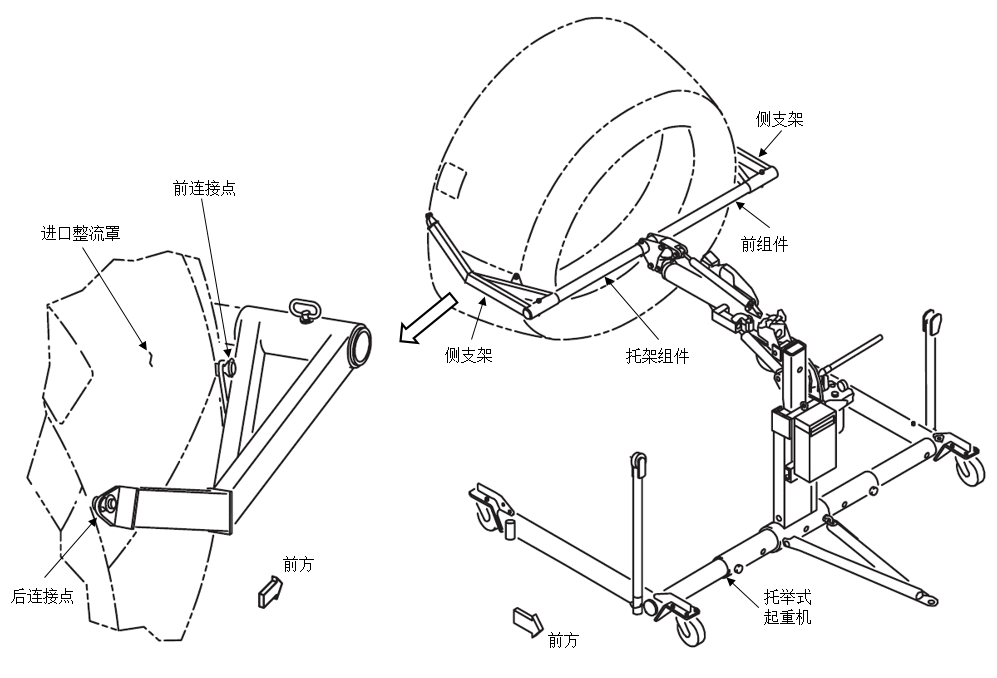 侧支架
前连接点
进口整流罩
前组件
侧支架
托架组件
前方
后连接点
托举式
起重机
前方